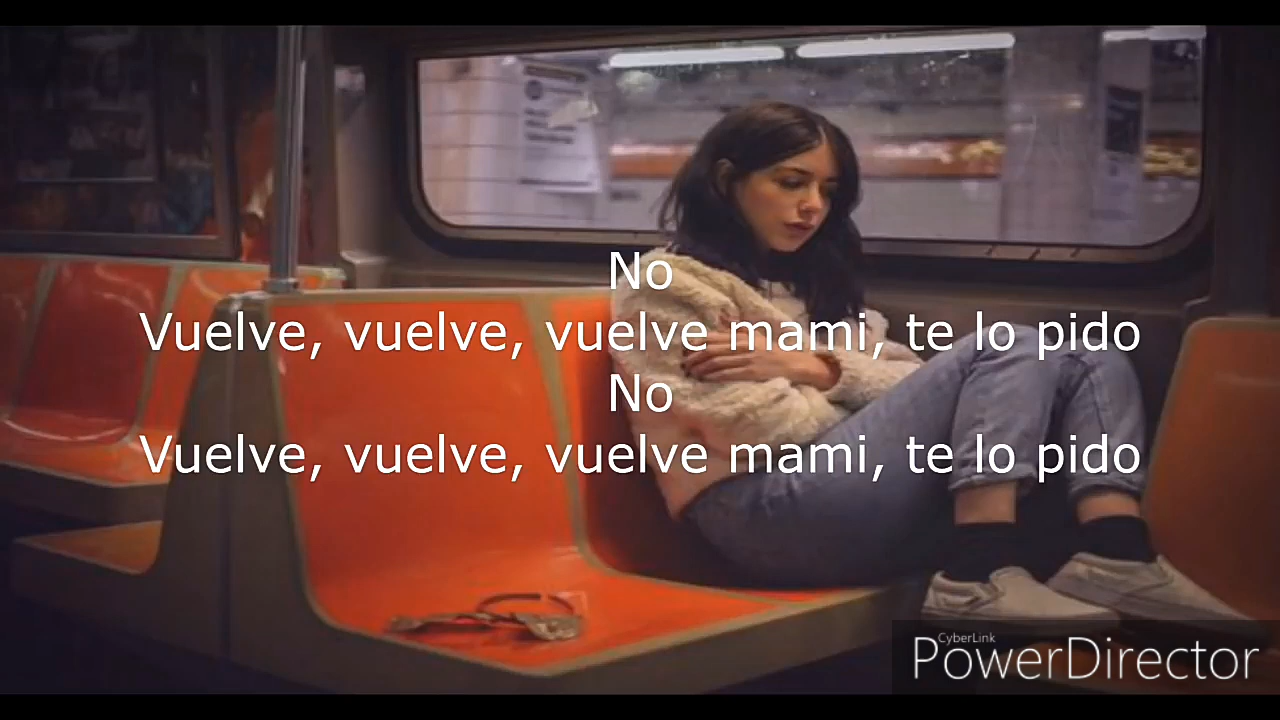 No
Vuelve, vuelve, vuelve mami, te lo pido
No
Vuelve, vuelve, vuelve mami, te lo pido
CyberLink
PowerDirector